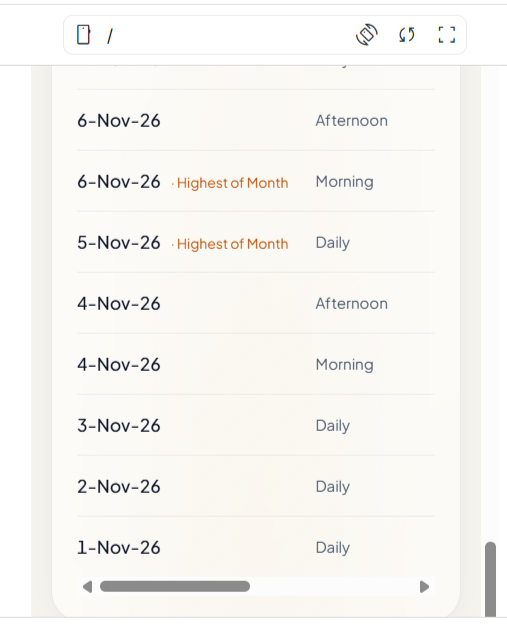 /
6-Nov-26 Afternoon
6-Nov-26 · Highest of Month Morning
5-Nov-26 · Highest of Month Daily
4-Nov-26 Afternoon
4-Nov-26 Morning
3-Nov-26 Daily
2-Nov-26 Daily
1-Nov-26 Daily